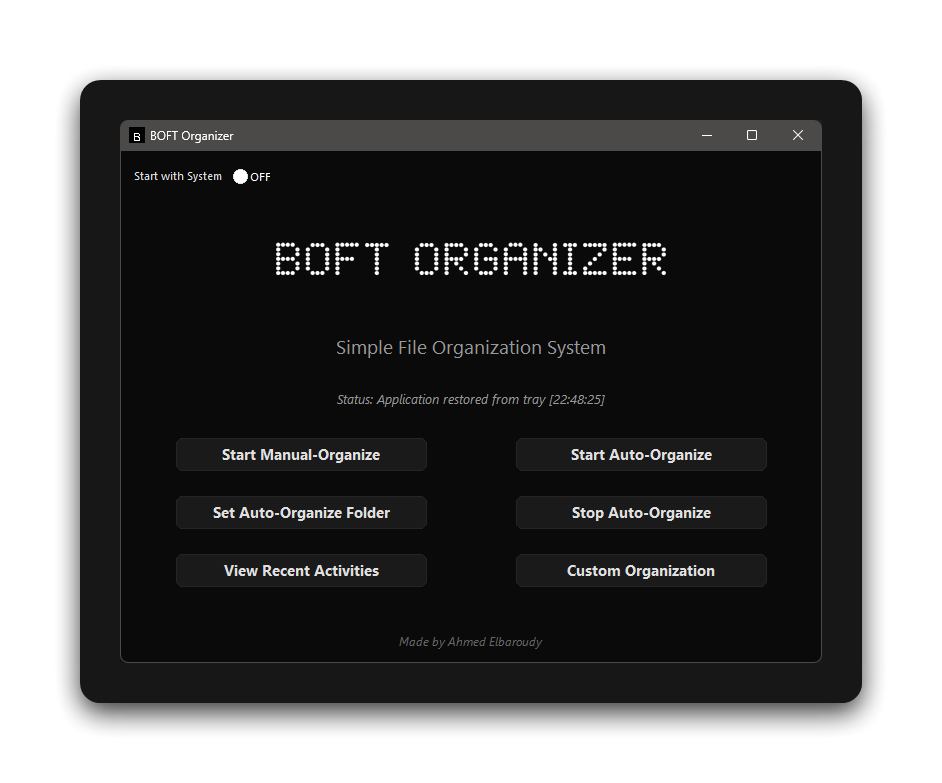 B BOFT Organizer
Start with System OFF
BOFT ORGANIZER
Simple File Organization System
Status: Application restored from tray [22:48:25]
Start Manual-Organize Start Auto-Organize
Set Auto-Organize Folder Stop Auto-Organize
View Recent Activities Custom Organization
Made by Ahmed Elbaroudy